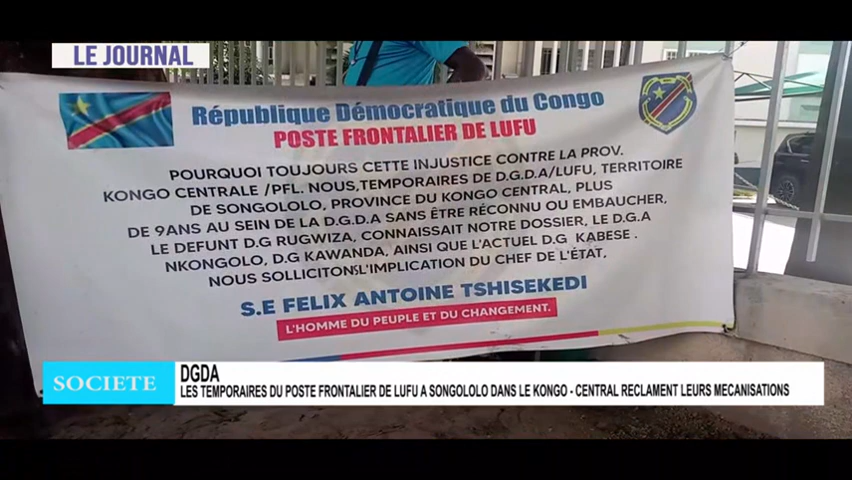 LE JOURNAL
République Démocratique du Congo
POSTE FRONTALIER DE LUFU
POURQUOI TOUJOURS CETTE INJUSTICE CONTRE LA PROV.
KONGO CENTRALE /PFL. NOUS,TEMPORAIRES DE D.G.D.A/LUFU, TERRITOIRE
DE SONGOLOLO, PROVINCE DU KONGO CENTRAL, PLUS
DE 9ANS AU SEIN DE LA D.G.D.A SANS ÊTRE RÉCONNU OU EMBAUCHER,
LE DEFUNT D.G RUGWIZA, CONNAISSAIT NOTRE DOSSIER, LE D.G.A
NKONGOLO, D.G KAWANDA, AINSI QUE L'ACTUEL D.G KABESE .
NOUS SOLLICITONSL'IMPLICATION DU CHEF DE L'ÉTAT,
S.E FELIX ANTOINE TSHISEKEDI
L'HOMME DU PEUPLE ET DU CHANGEMENT.
SOCIETE
DGDA
LES TEMPORAIRES DU POSTE FRONTALIER DE LUFU A SONGOLOLO DANS LE KONGO - CENTRAL RECLAMENT LEURS MECANISATIONS